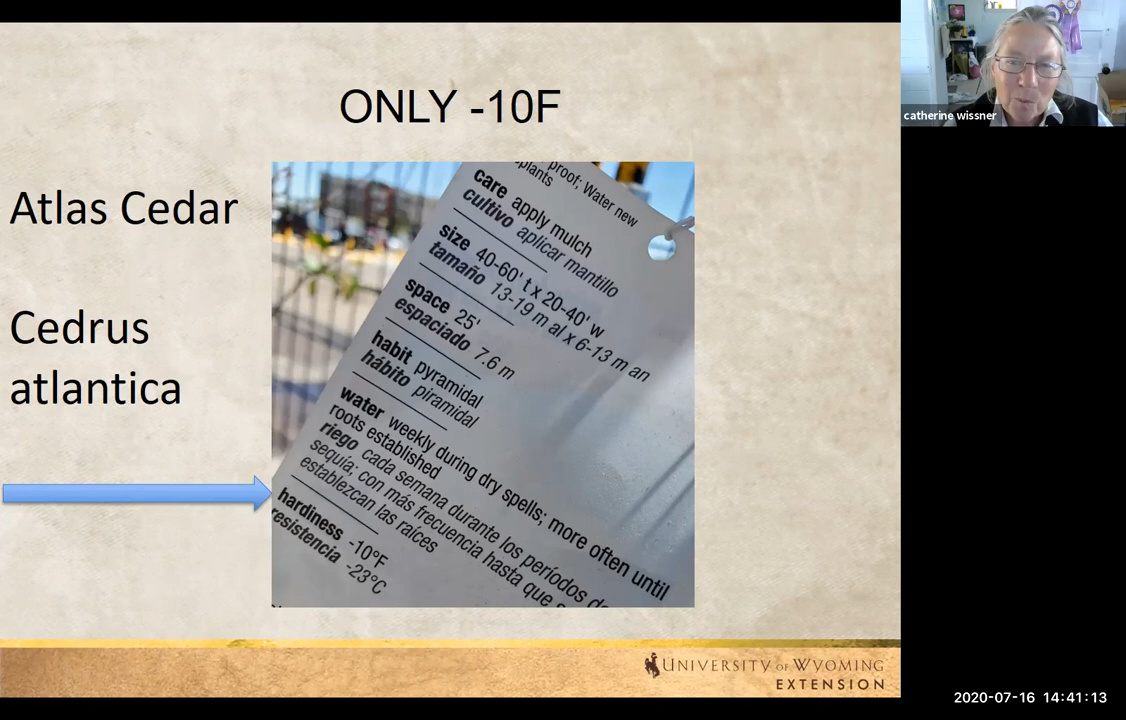 ONLY -10F
Atlas Cedar
Cedrus
atlantica
proof; Water new
plants
care apply mulch
cultivo aplicar mantillo
size 40-60' t x 20-40' w
tamaño 13-19 m al x 6-13 m an
space 25'
espaciado 7.6 m
habit pyramidal
hábito piramidal
water weekly during dry spells; more often until
roots established
riego cada semana durante los períodos de
sequía; con más frecuencia hasta que
establezcan las raíces
hardiness -10°F
resistencia -23°C
UNIVERSITY OF WYOMING
EXTENSION
catherine wissner
2020-07-16 14:41:13